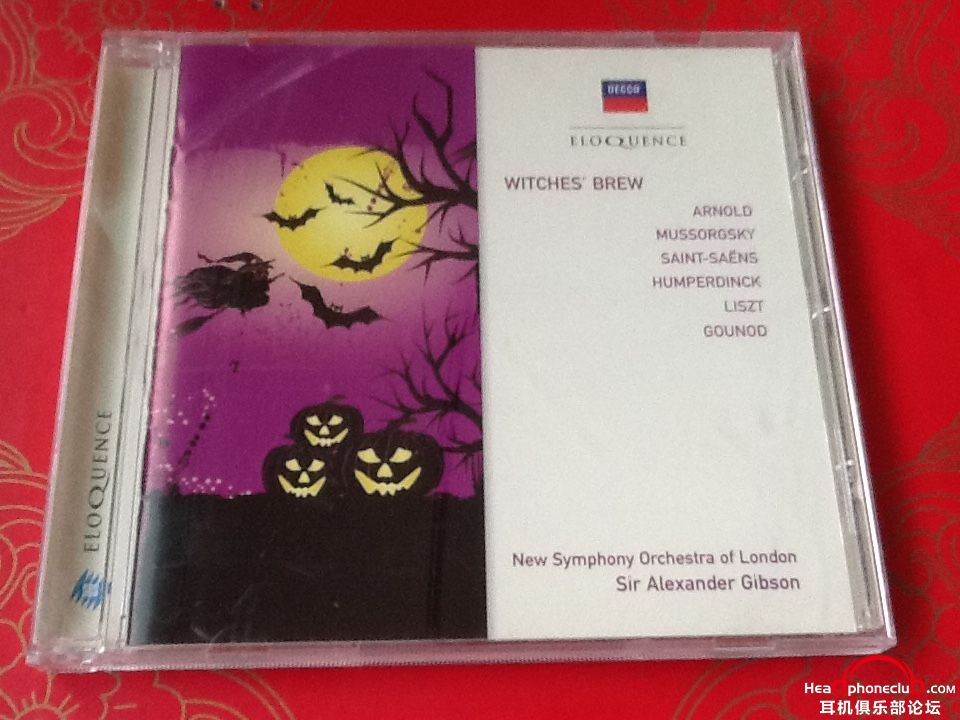 DECCA
ELOQUENCE
WITCHES' BREW
ARNOLD
MUSSORGSKY
SAINT-SAËNS
HUMPERDINCK
LISZT
GOUNOD
New Symphony Orchestra of London
Sir Alexander Gibson
ELOQUENCE
Hea phoneclu .com
耳机俱乐部论坛